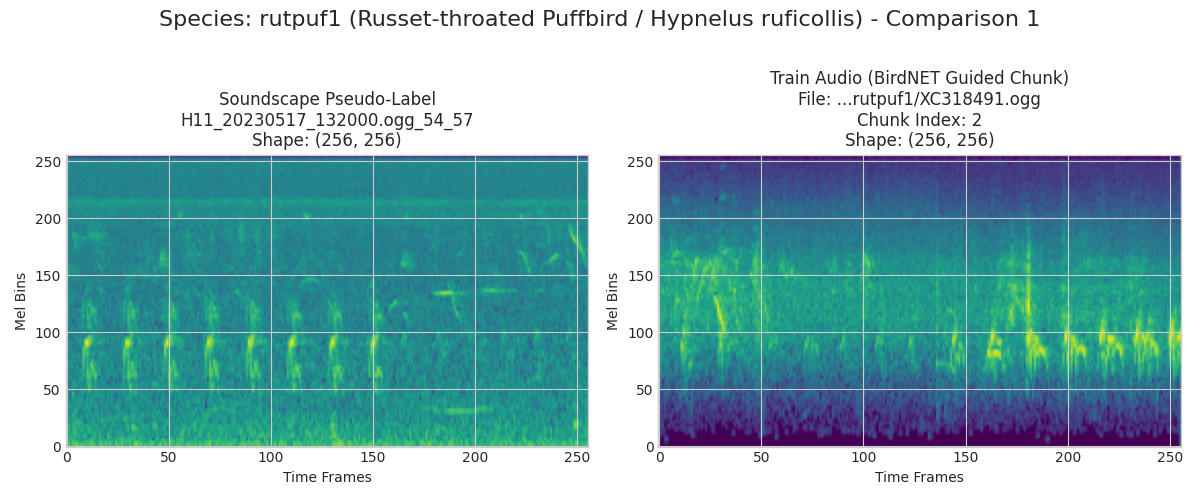 Species: rutpuf1 (Russet-throated Puffbird / Hypnelus ruficollis) - Comparison 1
Soundscape Pseudo-Label
H11_20230517_132000.ogg_54_57
Shape: (256, 256)
Mel Bins
250
200
150
100
50
0
0 50 100 150 200 250
Time Frames
Train Audio (BirdNET Guided Chunk)
File: ...rutpuf1/XC318491.ogg
Chunk Index: 2
Shape: (256, 256)
Mel Bins
250
200
150
100
50
0
0 50 100 150 200 250
Time Frames